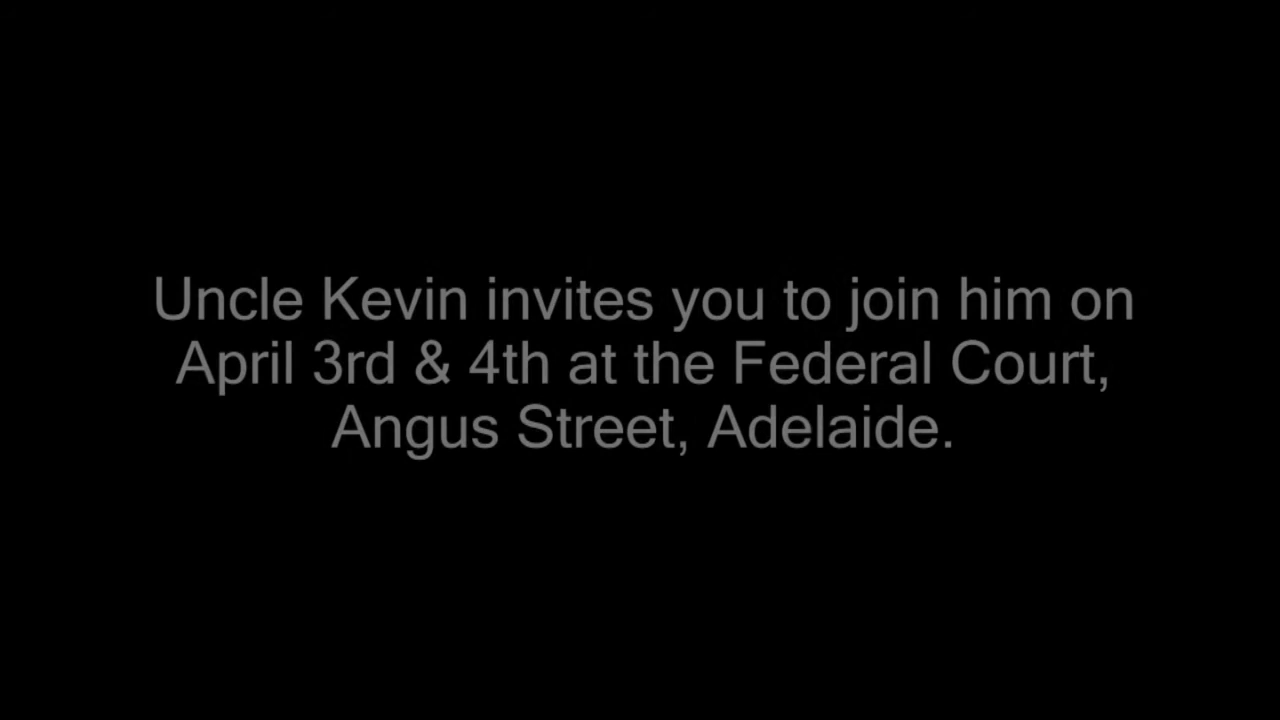 Uncle Kevin invites you to join him on
April 3rd & 4th at the Federal Court,
Angus Street, Adelaide.